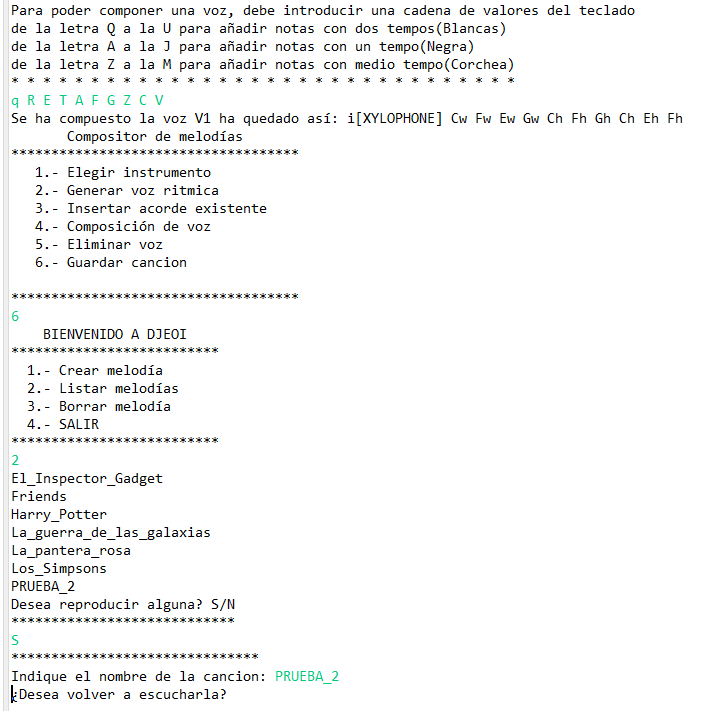 Para poder componer una voz, debe introducir una cadena de valores del teclado
de la letra Q a la U para añadir notas con dos tempos(Blancas)
de la letra A a la J para añadir notas con un tempo(Negra)
de la letra Z a la M para añadir notas con medio tempo(Corchea)
* * * * * * * * * * * * * * * * * * * * * * * * * * * * * * * *
q R E T A F G Z C V
Se ha compuesto la voz V1 ha quedado así: i[XYLOPHONE] Cw Fw Ew Gw Ch Fh Gh Ch Eh Fh
       Compositor de melodías
************************************
   1.- Elegir instrumento
   2.- Generar voz ritmica
   3.- Insertar acorde existente
   4.- Composición de voz
   5.- Eliminar voz
   6.- Guardar cancion

************************************
6
    BIENVENIDO A DJEOI
**************************
  1.- Crear melodía
  2.- Listar melodías
  3.- Borrar melodía
  4.- SALIR
**************************
2
El_Inspector_Gadget
Friends
Harry_Potter
La_guerra_de_las_galaxias
La_pantera_rosa
Los_Simpsons
PRUEBA_2
Desea reproducir alguna? S/N
****************************
S
*******************************
Indique el nombre de la cancion: PRUEBA_2
¿Desea volver a escucharla?